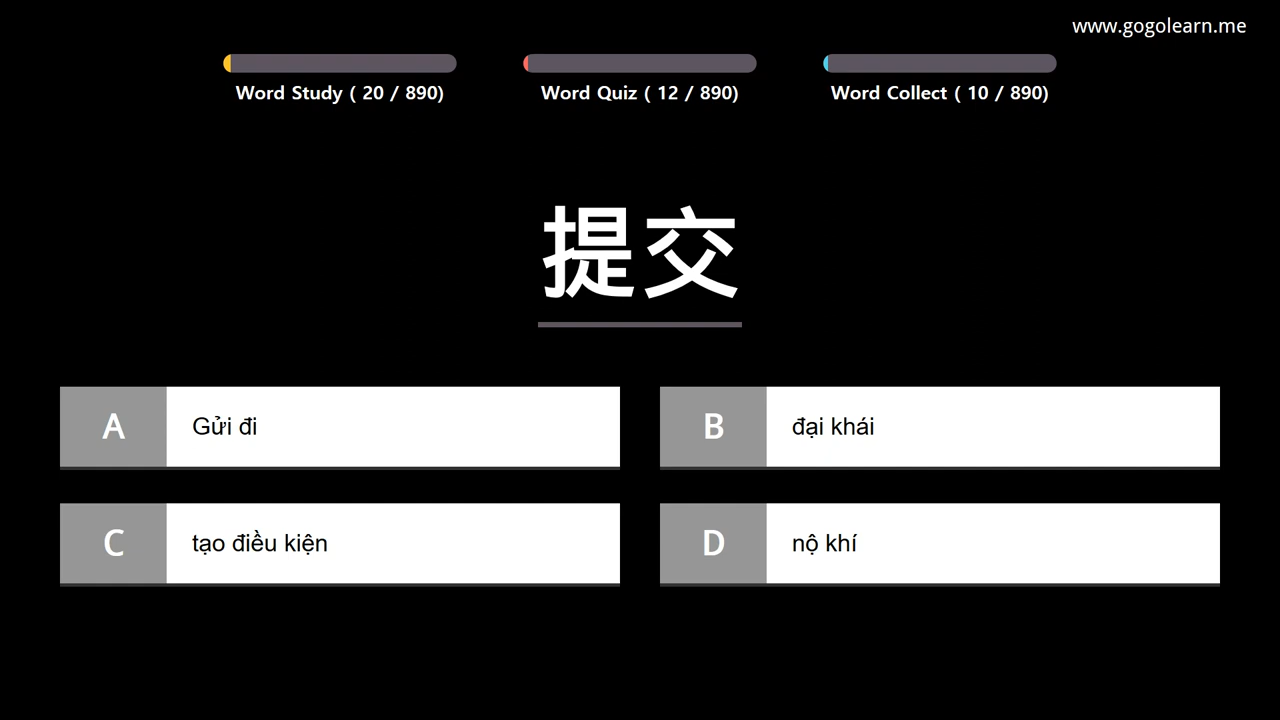 www.gogolearn.me
Word Study ( 20 / 890)
Word Quiz ( 12 / 890)
Word Collect ( 10 / 890)
提交
A
Gửi đi
B
đại khái
C
tạo điều kiện
D
nộ khí